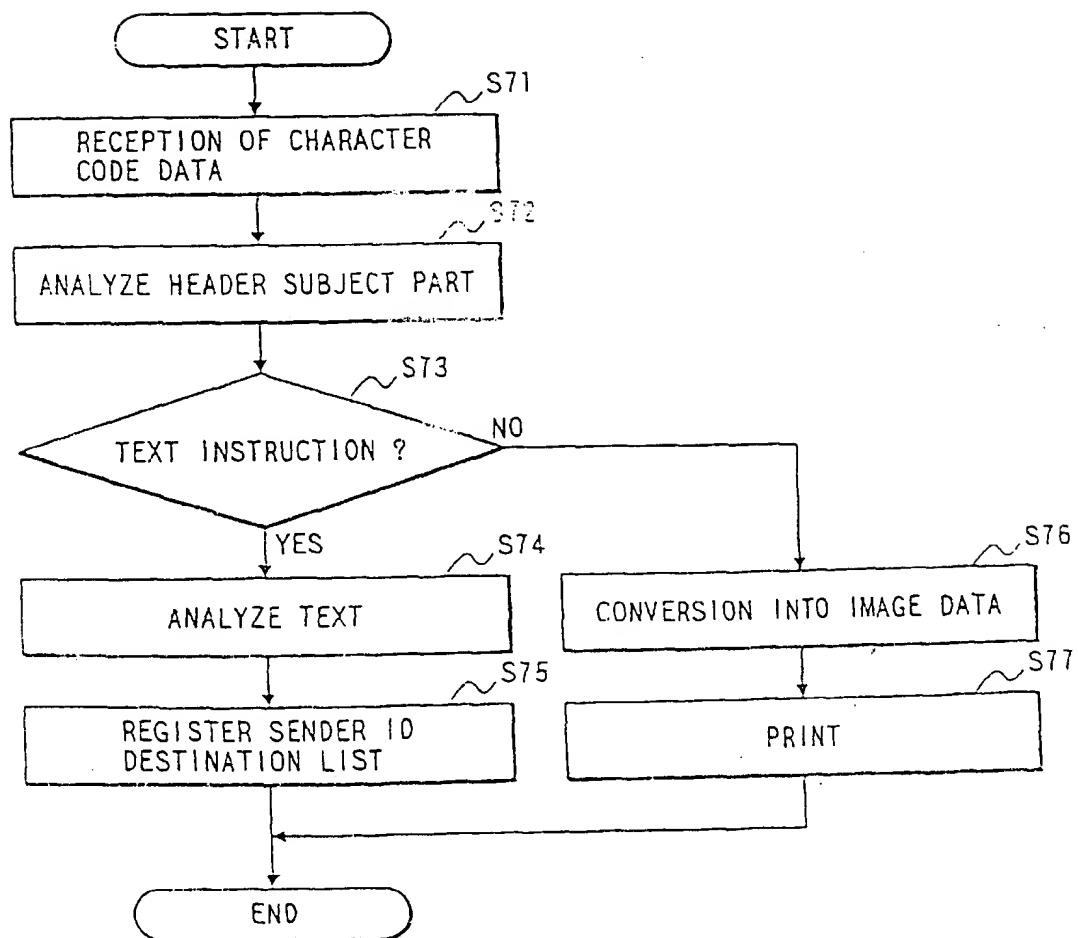 START
S71
RECEPTION OF CHARACTER
CODE DATA
S72
ANALYZE HEADER SUBJECT PART
S73
TEXT INSTRUCTION ?
NO
YES
S74
ANALYZE TEXT
S75
REGISTER SENDER ID
DESTINATION LIST
S76
CONVERSION INTO IMAGE DATA
S77
PRINT
END